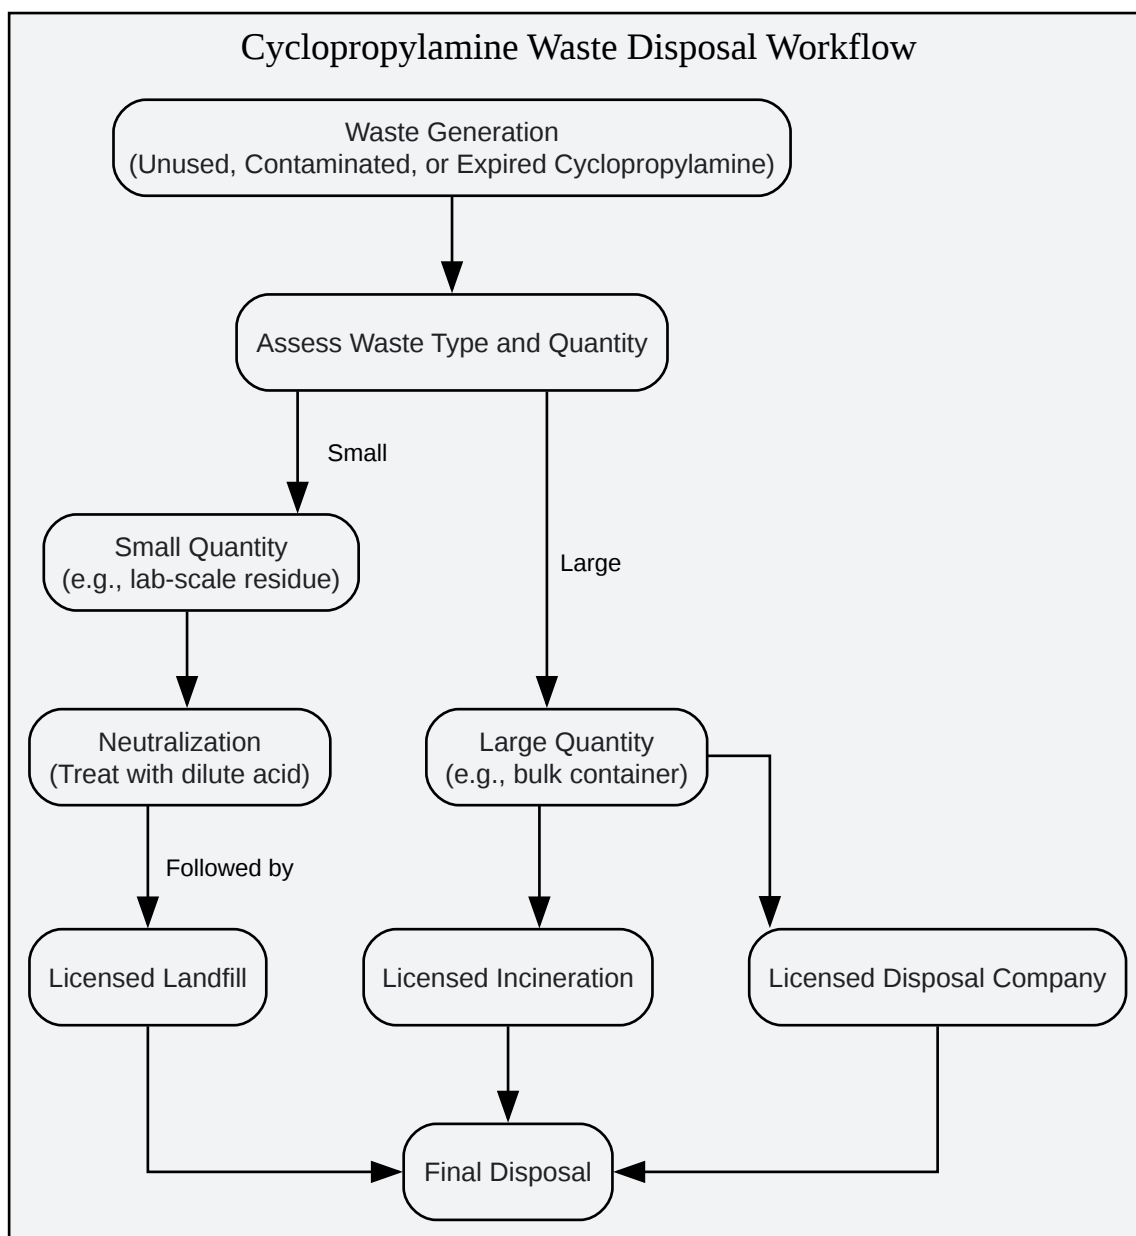 Cyclopropylamine Waste Disposal Workflow
Waste Generation
(Unused, Contaminated, or Expired Cyclopropylamine)
Assess Waste Type and Quantity
Small
Small Quantity
(e.g., lab-scale residue)
Large
Neutralization
(Treat with dilute acid)
Large Quantity
(e.g., bulk container)
Followed by
Licensed Landfill
Licensed Incineration
Licensed Disposal Company
Final Disposal